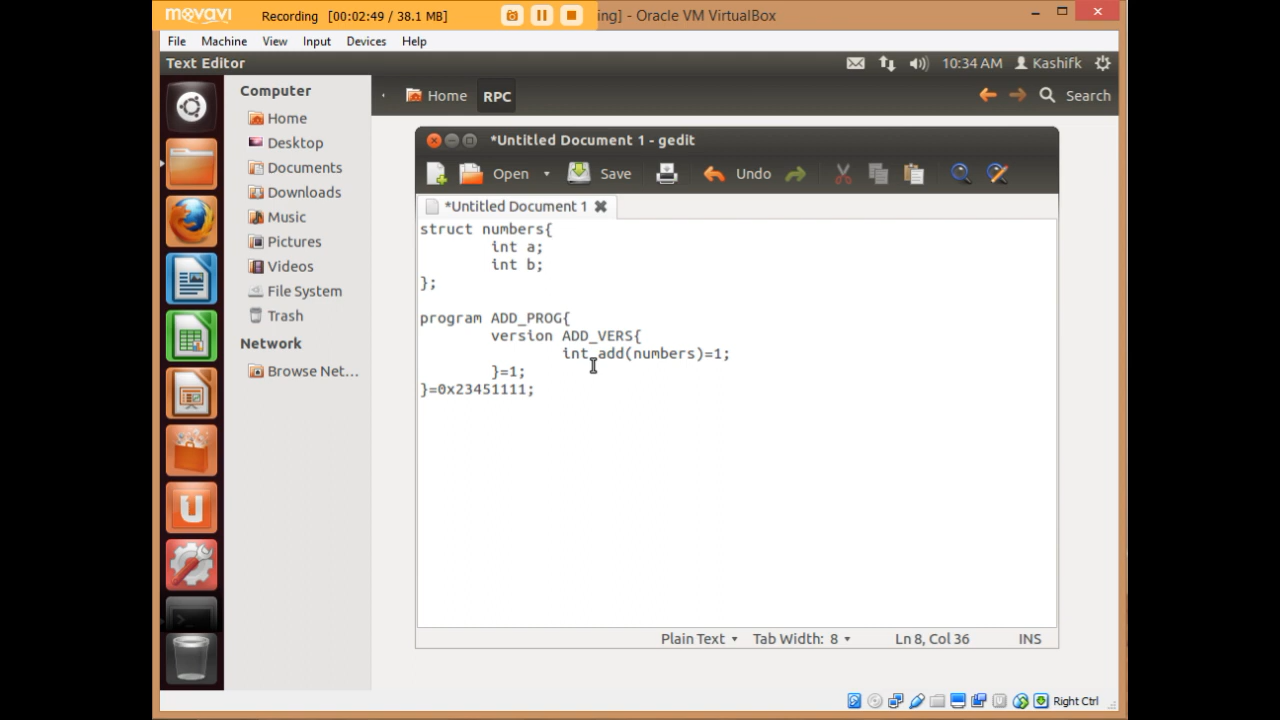 movavi Recording [00:02:49 / 38.1 MB] ing] - Oracle VM VirtualBox
File Machine View Input Devices Help
Text Editor 10:34 AM Kashifk
Computer
Home
Desktop
Documents
Downloads
Music
Pictures
Videos
File System
Trash
Network
Browse Net...
Home RPC Search
*Untitled Document 1 - gedit
Open Save Undo
*Untitled Document 1
struct numbers{
int a;
int b;
};
program ADD_PROG{
version ADD_VERS{
int add(numbers)=1;
}=1;
}=0x23451111;
Plain Text Tab Width: 8 Ln 8, Col 36 INS
Right Ctrl